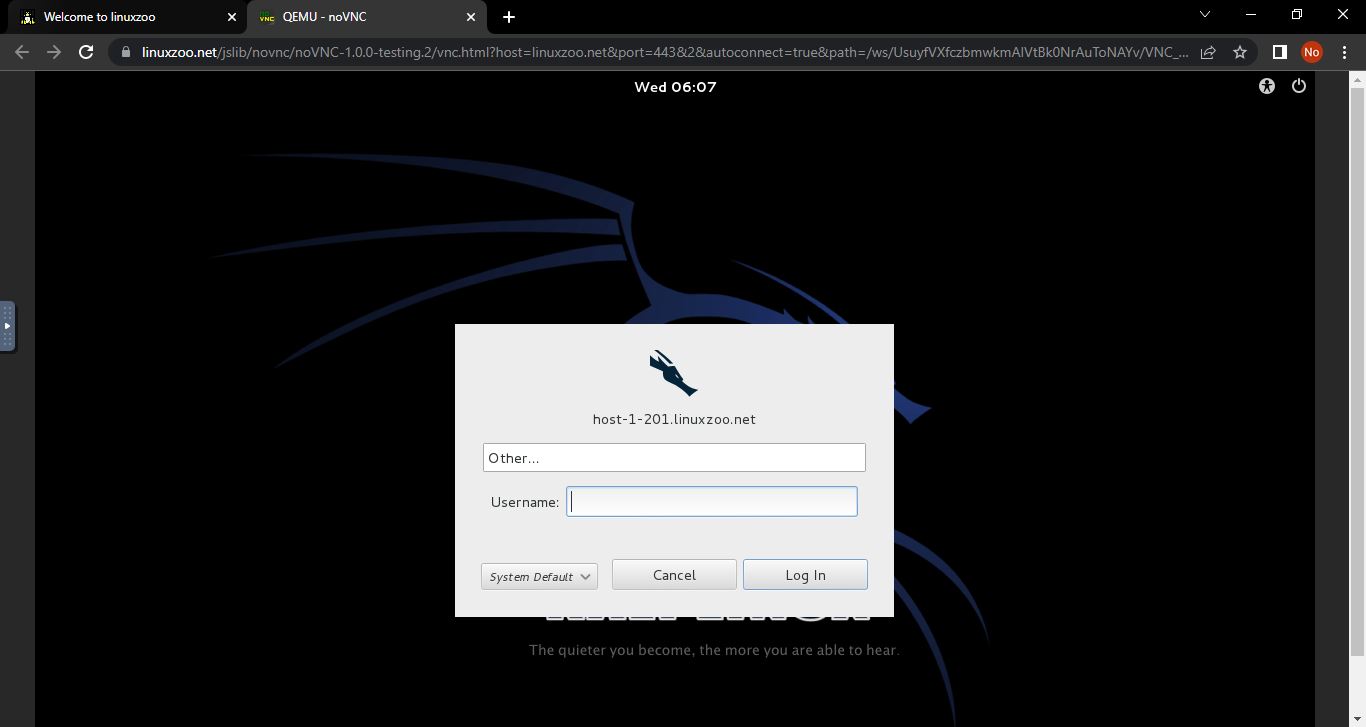 Welcome to linuxzoo
VNC QEMU - noVNC
linuxzoo.net/jslib/novnc/noVNC-1.0.0-testing.2/vnc.html?host=linuxzoo.net&port=443&2&autoconnect=true&path=/ws/UsuyfVXfczbmwkmAlVtBk0NrAuToNAYv/VNC_...
No
Wed 06:07
host-1-201.linuxzoo.net
Other...
Username:
System Default
Cancel
Log In
The quieter you become, the more you are able to hear.